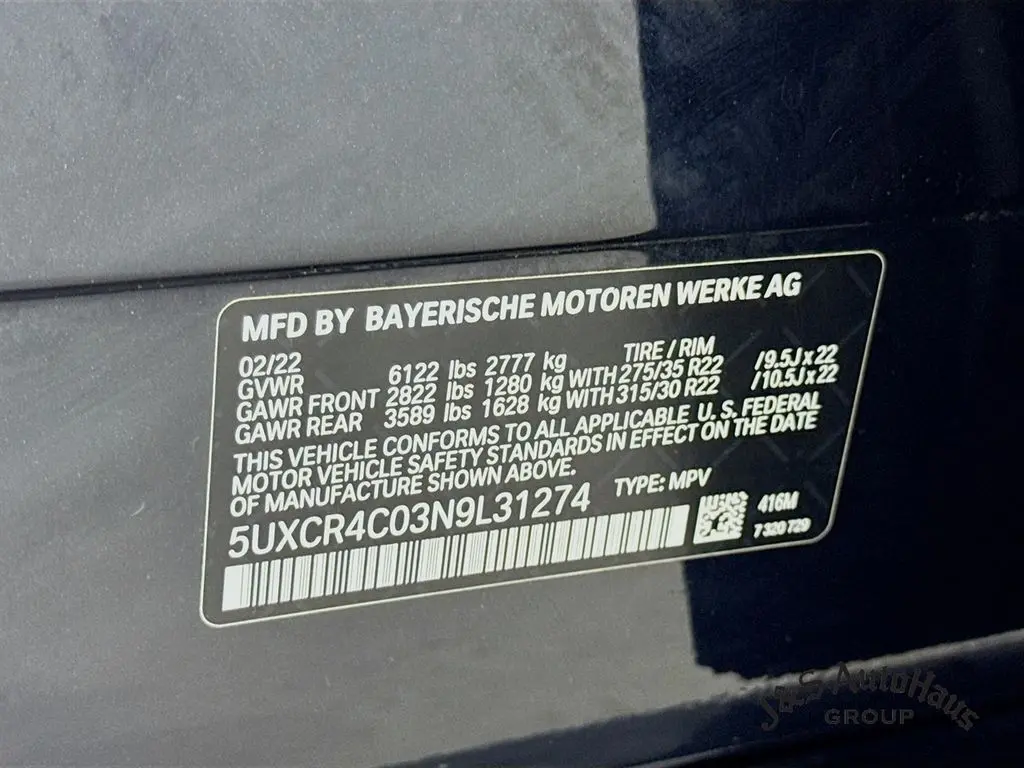 MFD BY BAYERISCHE MOTOREN WERKE AG
02/22 TIRE / RIM
GVWR 6122 lbs 2777 kg
GAWR FRONT 2822 lbs 1280 kg WITH 275/35 R22 /9.5J x 22
GAWR REAR 3589 lbs 1628 kg WITH 315/30 R22 /10.5J x 22
THIS VEHICLE CONFORMS TO ALL APPLICABLE U. S. FEDERAL
MOTOR VEHICLE SAFETY STANDARDS IN EFFECT ON THE DATE
OF MANUFACTURE SHOWN ABOVE.
5UXCR4C03N9L31274 TYPE: MPV
416M
7 320 729
AutoHaus
GROUP